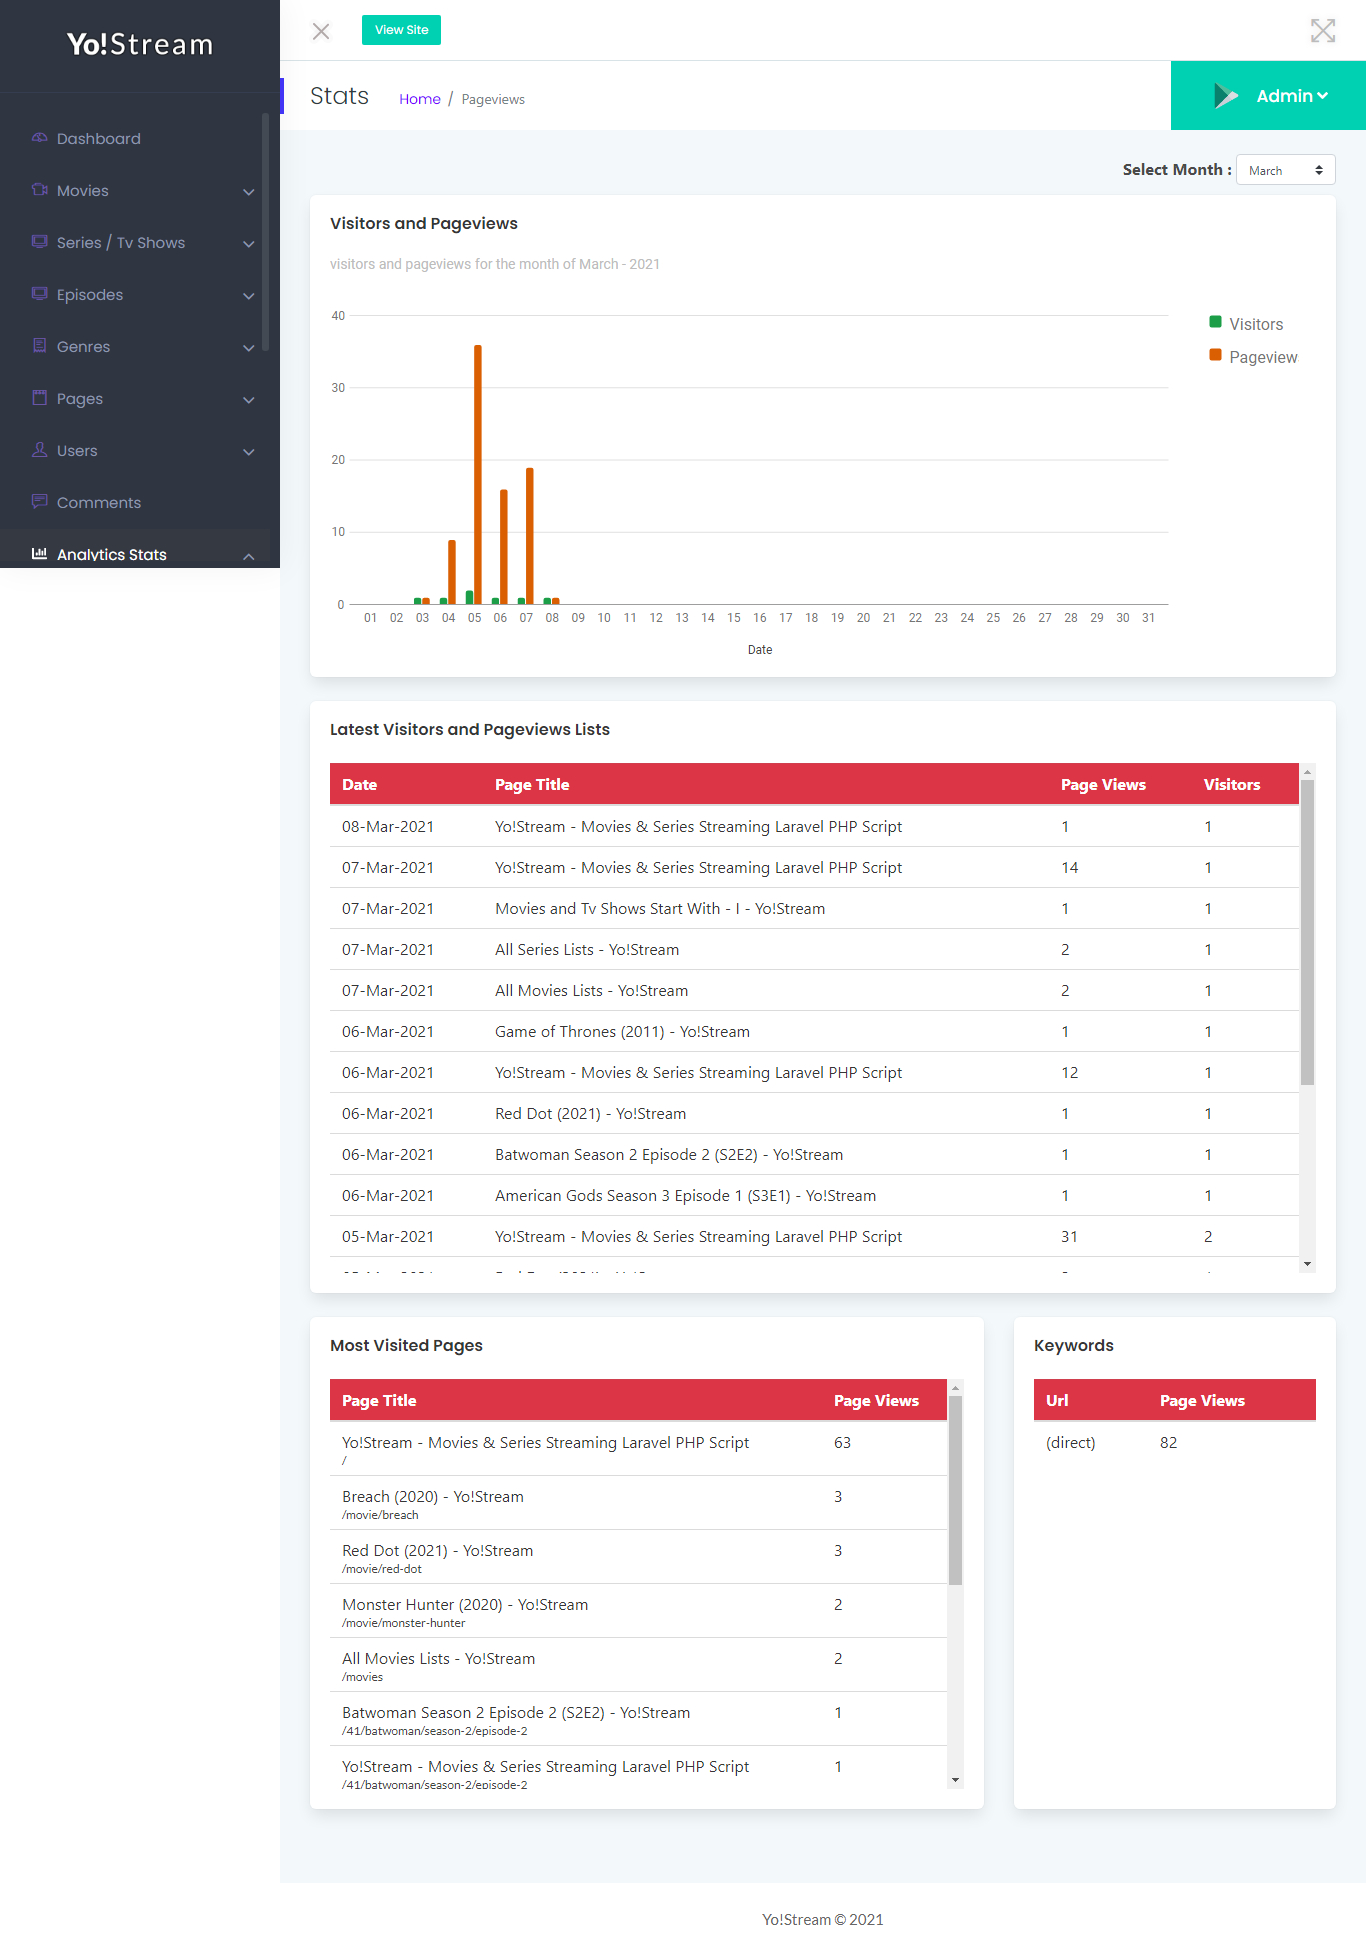 Yo!Stream
View Site
Stats
Home / Pageviews
Admin
Dashboard
Movies
Series / Tv Shows
Episodes
Genres
Pages
Users
Comments
Analytics Stats
Select Month :
March
Visitors and Pageviews
visitors and pageviews for the month of March - 2021
40
30
20
10
0
Visitors
Pageview
01 02 03 04 05 06 07 08 09 10 11 12 13 14 15 16 17 18 19 20 21 22 23 24 25 26 27 28 29 30 31
Date
Latest Visitors and Pageviews Lists
Date Page Title Page Views Visitors
08-Mar-2021 Yo!Stream - Movies & Series Streaming Laravel PHP Script 1 1
07-Mar-2021 Yo!Stream - Movies & Series Streaming Laravel PHP Script 14 1
07-Mar-2021 Movies and Tv Shows Start With - I - Yo!Stream 1 1
07-Mar-2021 All Series Lists - Yo!Stream 2 1
07-Mar-2021 All Movies Lists - Yo!Stream 2 1
06-Mar-2021 Game of Thrones (2011) - Yo!Stream 1 1
06-Mar-2021 Yo!Stream - Movies & Series Streaming Laravel PHP Script 12 1
06-Mar-2021 Red Dot (2021) - Yo!Stream 1 1
06-Mar-2021 Batwoman Season 2 Episode 2 (S2E2) - Yo!Stream 1 1
06-Mar-2021 American Gods Season 3 Episode 1 (S3E1) - Yo!Stream 1 1
05-Mar-2021 Yo!Stream - Movies & Series Streaming Laravel PHP Script 31 2
Most Visited Pages
Page Title Page Views
Yo!Stream - Movies & Series Streaming Laravel PHP Script 63
/
Breach (2020) - Yo!Stream 3
/movie/breach
Red Dot (2021) - Yo!Stream 3
/movie/red-dot
Monster Hunter (2020) - Yo!Stream 2
/movie/monster-hunter
All Movies Lists - Yo!Stream 2
/movies
Batwoman Season 2 Episode 2 (S2E2) - Yo!Stream 1
/41/batwoman/season-2/episode-2
Yo!Stream - Movies & Series Streaming Laravel PHP Script 1
/41/batwoman/season-2/episode-2
Keywords
Url Page Views
(direct) 82
Yo!Stream © 2021